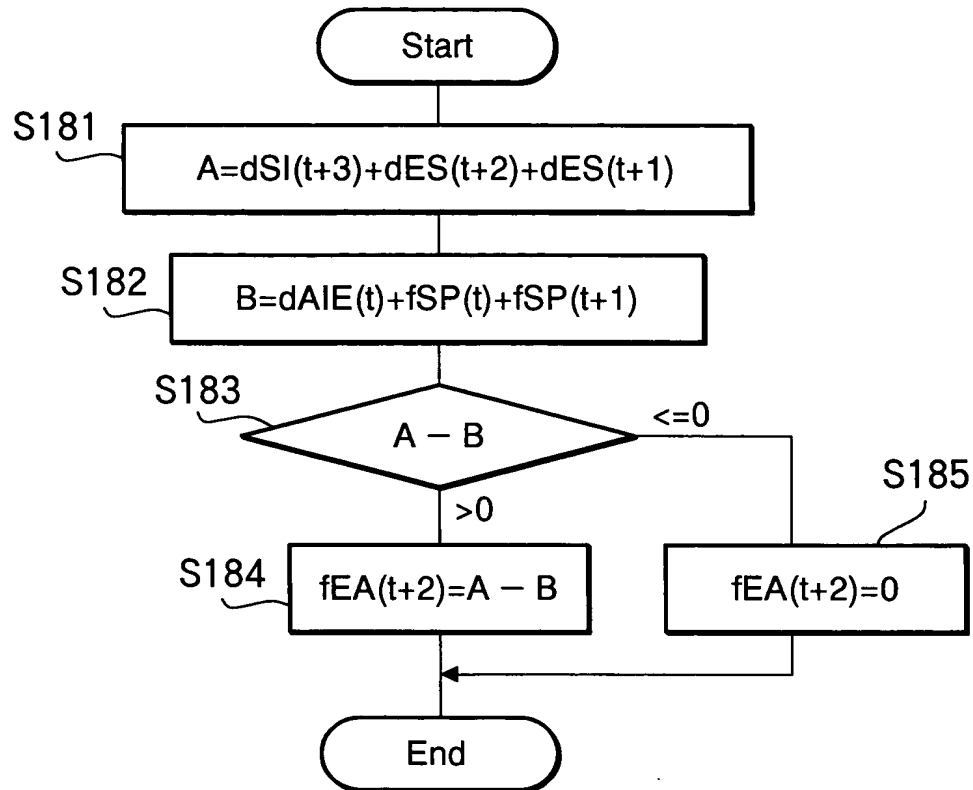 Start
S181
A=dSI(t+3)+dES(t+2)+dES(t+1)
S182
B=dAIE(t)+fSP(t)+fSP(t+1)
S183
A − B
<=0
>0
S185
S184
fEA(t+2)=A − B
fEA(t+2)=0
End